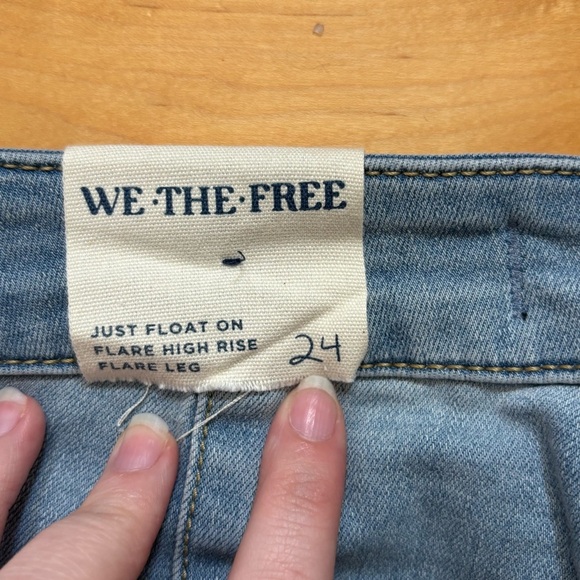 WE·THE·FREE
JUST FLOAT ON
FLARE HIGH RISE
FLARE LEG
24